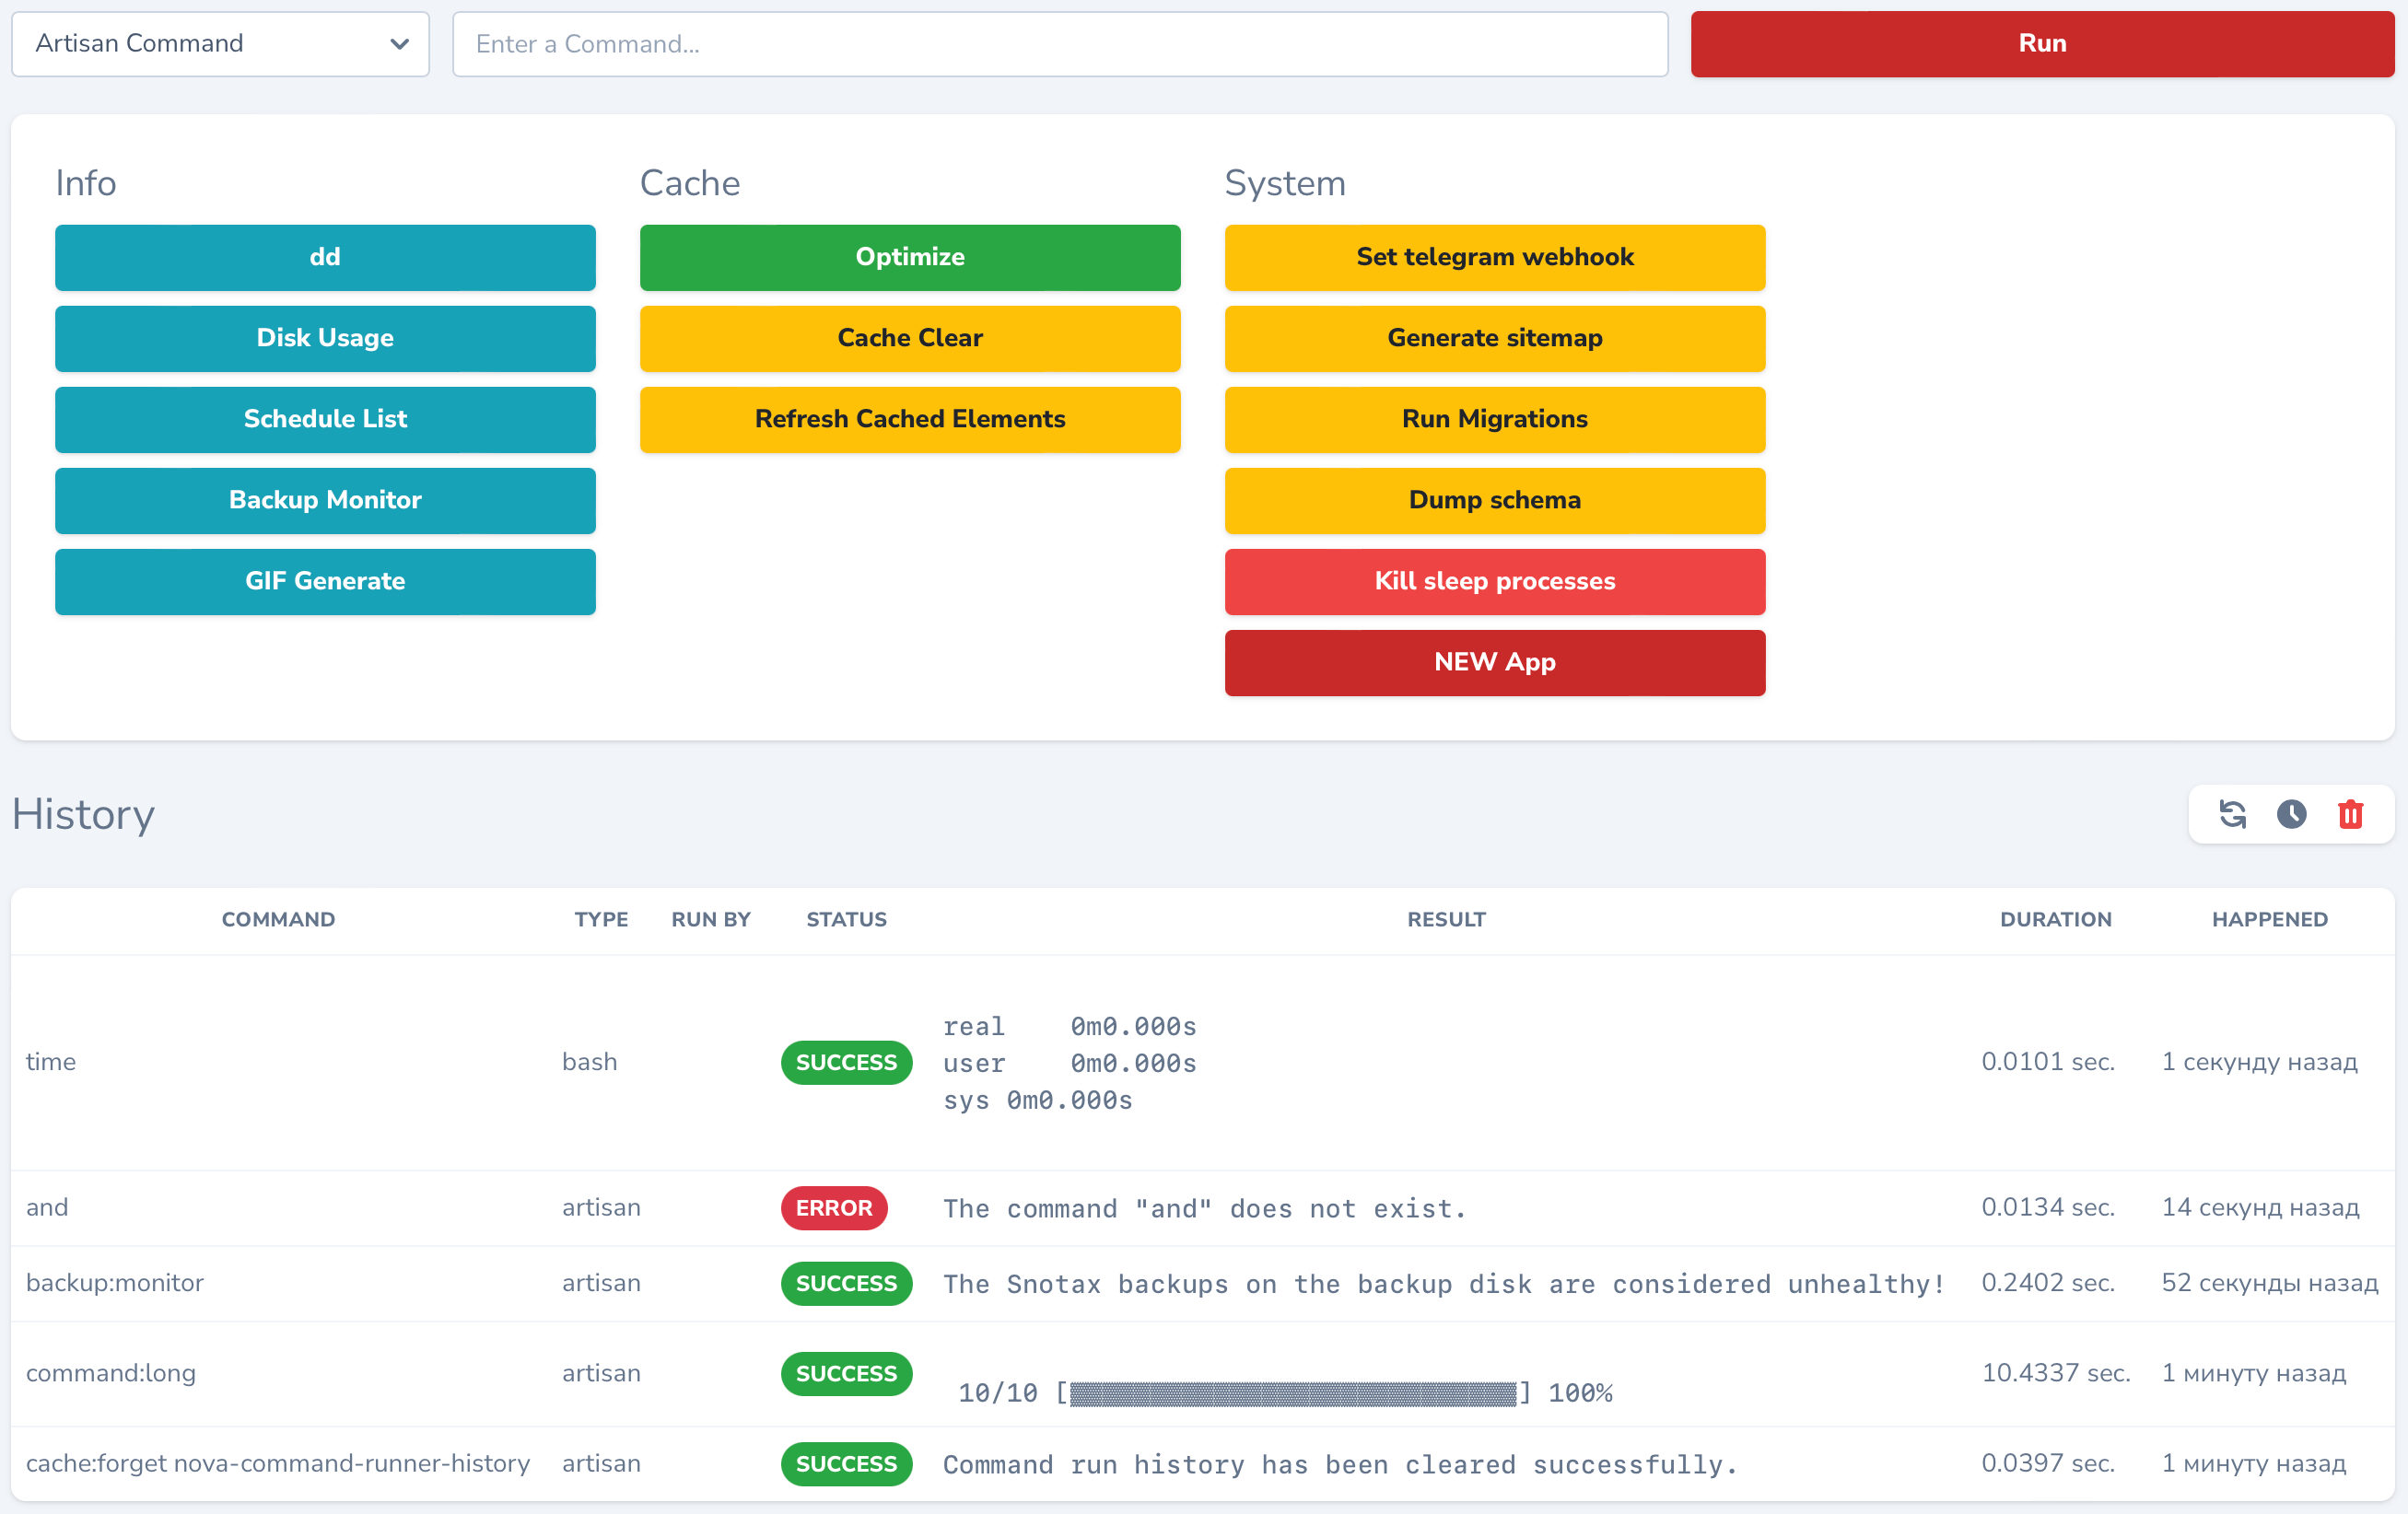 Artisan Command
Enter a Command...
Run
Info
dd
Disk Usage
Schedule List
Backup Monitor
GIF Generate
Cache
Optimize
Cache Clear
Refresh Cached Elements
System
Set telegram webhook
Generate sitemap
Run Migrations
Dump schema
Kill sleep processes
NEW App
History
COMMAND TYPE RUN BY STATUS RESULT DURATION HAPPENED
time bash SUCCESS real 0m0.000s
user 0m0.000s
sys 0m0.000s
0.0101 sec. 1 секунду назад
and artisan ERROR The command "and" does not exist. 0.0134 sec. 14 секунд назад
backup:monitor artisan SUCCESS The Snotax backups on the backup disk are considered unhealthy! 0.2402 sec. 52 секунды назад
command:long artisan SUCCESS 10/10 [▓▓▓▓▓▓▓▓▓▓▓▓▓▓▓▓▓▓▓▓▓▓▓▓▓▓▓▓] 100% 10.4337 sec. 1 минуту назад
cache:forget nova-command-runner-history artisan SUCCESS Command run history has been cleared successfully. 0.0397 sec. 1 минуту назад